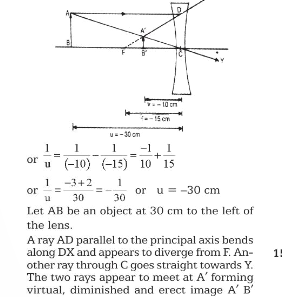 A
D
A'
B
F
B'
C
Y
v = – 10 cm
f = – 15 cm
u = – 30 cm
or 1/u = 1/(–10) – 1/(–15) = –1/10 + 1/15
or 1/u = –3+2/30 = – 1/30 or u = –30 cm
Let AB be an object at 30 cm to the left of
the lens.
A ray AD parallel to the principal axis bends
along DX and appears to diverge from F. An-
other ray through C goes straight towards Y.
The two rays appear to meet at A′ forming
virtual, diminished and erect image A′ B′